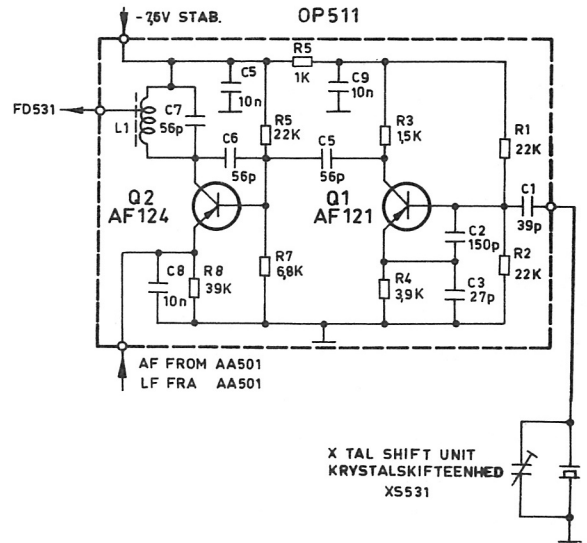 -7,6V STAB.
OP511
R5
1K
C5
10n
C9
10n
FD531
L1
C7
56p
R5
22K
R3
1,5K
R1
22K
C6
56p
C5
56p
Q2
AF124
Q1
AF121
C1
39p
C2
150p
R2
22K
C8
10n
R8
39K
R7
6,8K
R4
3,9K
C3
27p
AF FROM AA501
LF FRA AA501
X TAL SHIFT UNIT
KRYSTALSKIFTEENHED
XS531